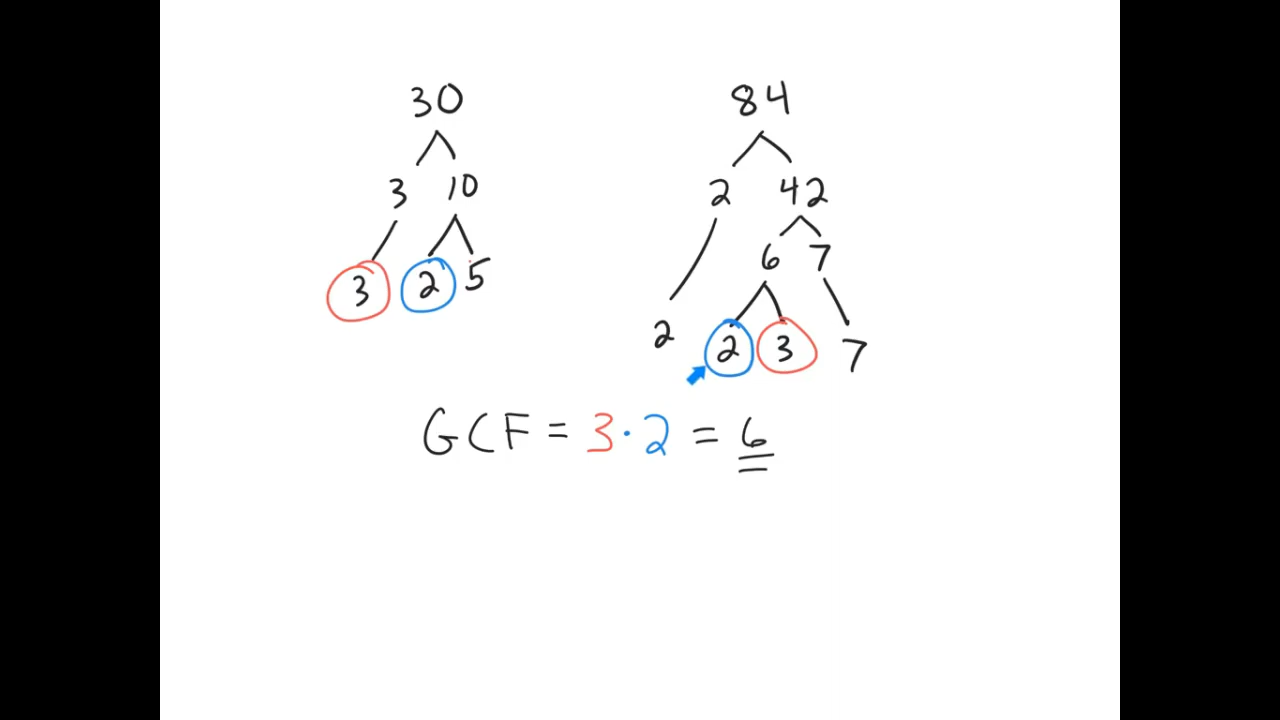 30 84
3 10 2 42
6 7
3 2 5
2 2 3 7
GCF = 3 · 2 = 6